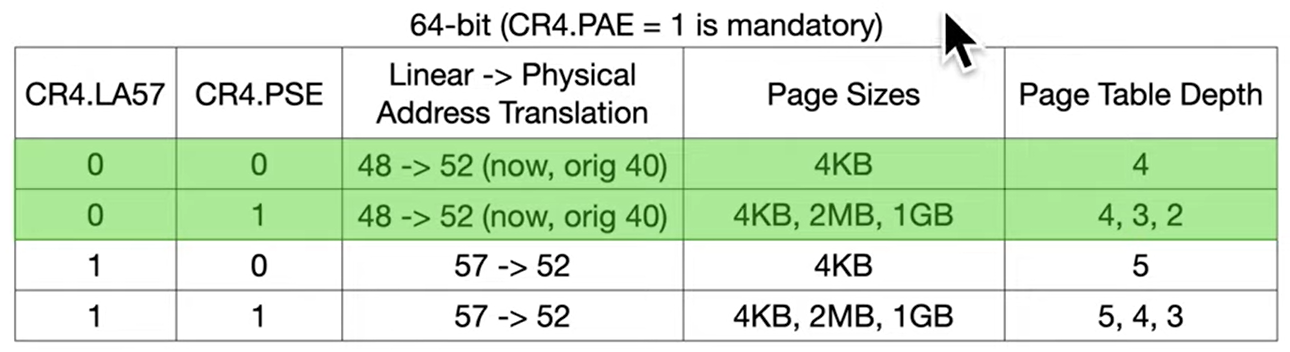 64-bit (CR4.PAE = 1 is mandatory)
CR4.LA57 CR4.PSE Linear -> Physical Address Translation Page Sizes Page Table Depth
0 0 48 -> 52 (now, orig 40) 4KB 4
0 1 48 -> 52 (now, orig 40) 4KB, 2MB, 1GB 4, 3, 2
1 0 57 -> 52 4KB 5
1 1 57 -> 52 4KB, 2MB, 1GB 5, 4, 3